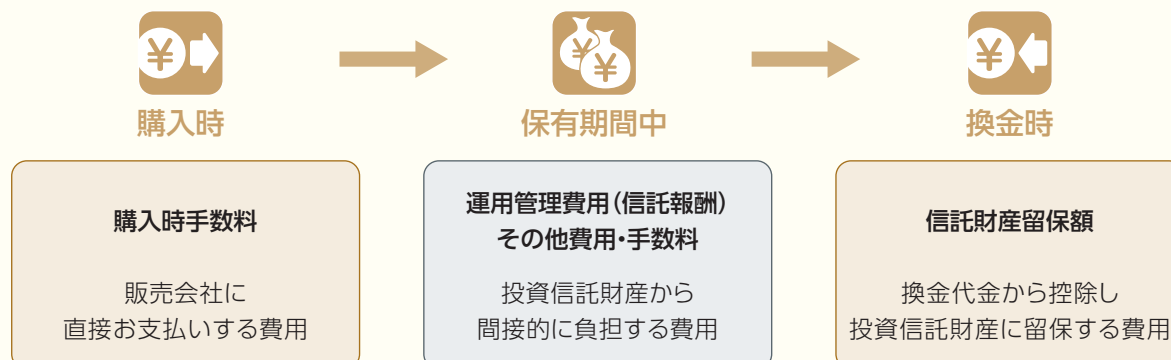 ¥
¥
¥
¥
購入時
保有期間中
換金時
購入時手数料
販売会社に
直接お支払いする費用
運用管理費用(信託報酬)
その他費用・手数料
投資信託財産から
間接的に負担する費用
信託財産留保額
換金代金から控除し
投資信託財産に留保する費用